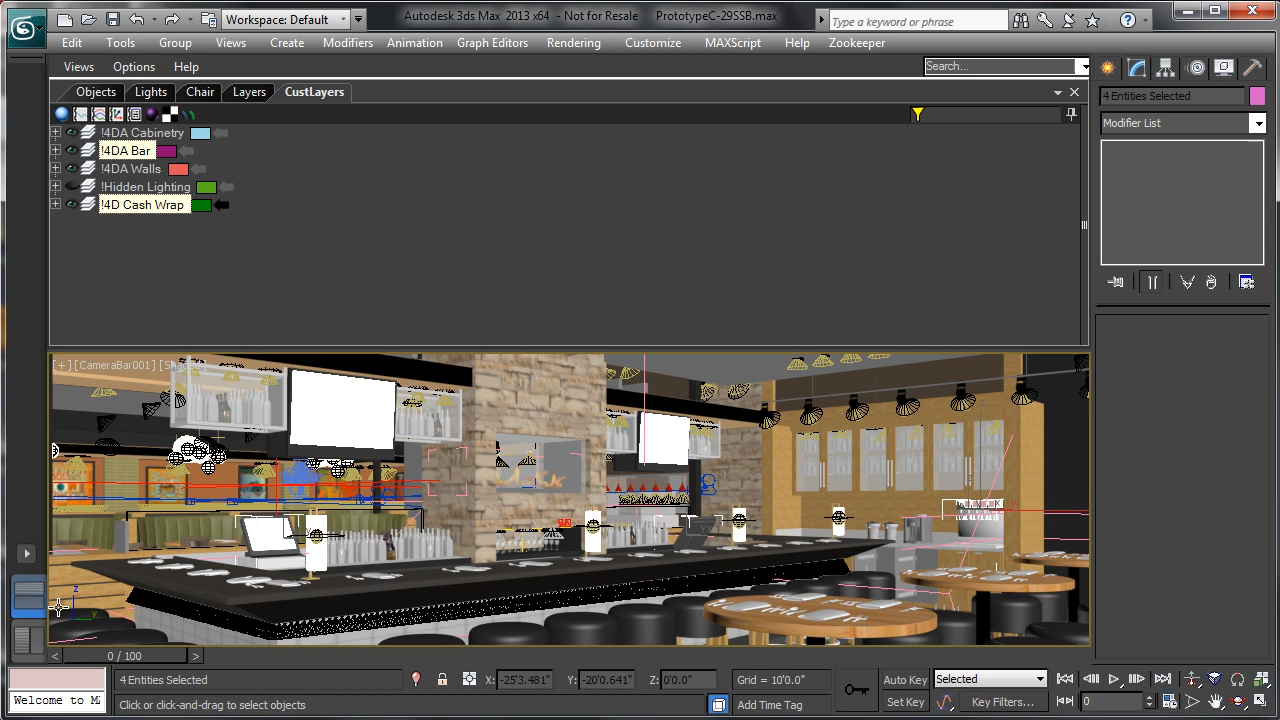 Workspace: Default
Autodesk 3ds Max 2013 x64 - Not for Resale PrototypeC-29SSB.max
Type a keyword or phrase
Edit Tools Group Views Create Modifiers Animation Graph Editors Rendering Customize MAXScript Help Zookeeper
Views Options Help
Search...
Objects Lights Chair Layers CustLayers
4 Entities Selected
Modifier List
!4DA Cabinetry
!4DA Bar
!4DA Walls
!Hidden Lighting
!4D Cash Wrap
[+] [CameraBar001]
z
y
0 / 100
4 Entities Selected
X: -25'3.481" Y: -20'0.641" Z: 0'0.0" Grid = 10'0.0"
Auto Key Selected
Welcome to
Click or click-and-drag to select objects
Add Time Tag
Set Key Key Filters... 0